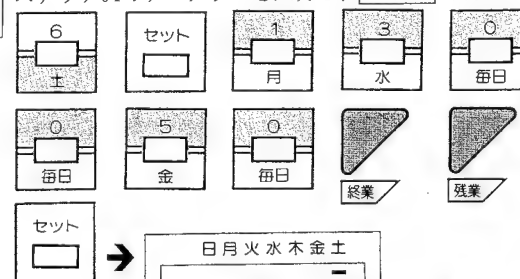 6 セット 1 3 0
土 月 水 毎日
0 5 0
毎日 金 毎日 終業 残業
セット
日月火水木金土